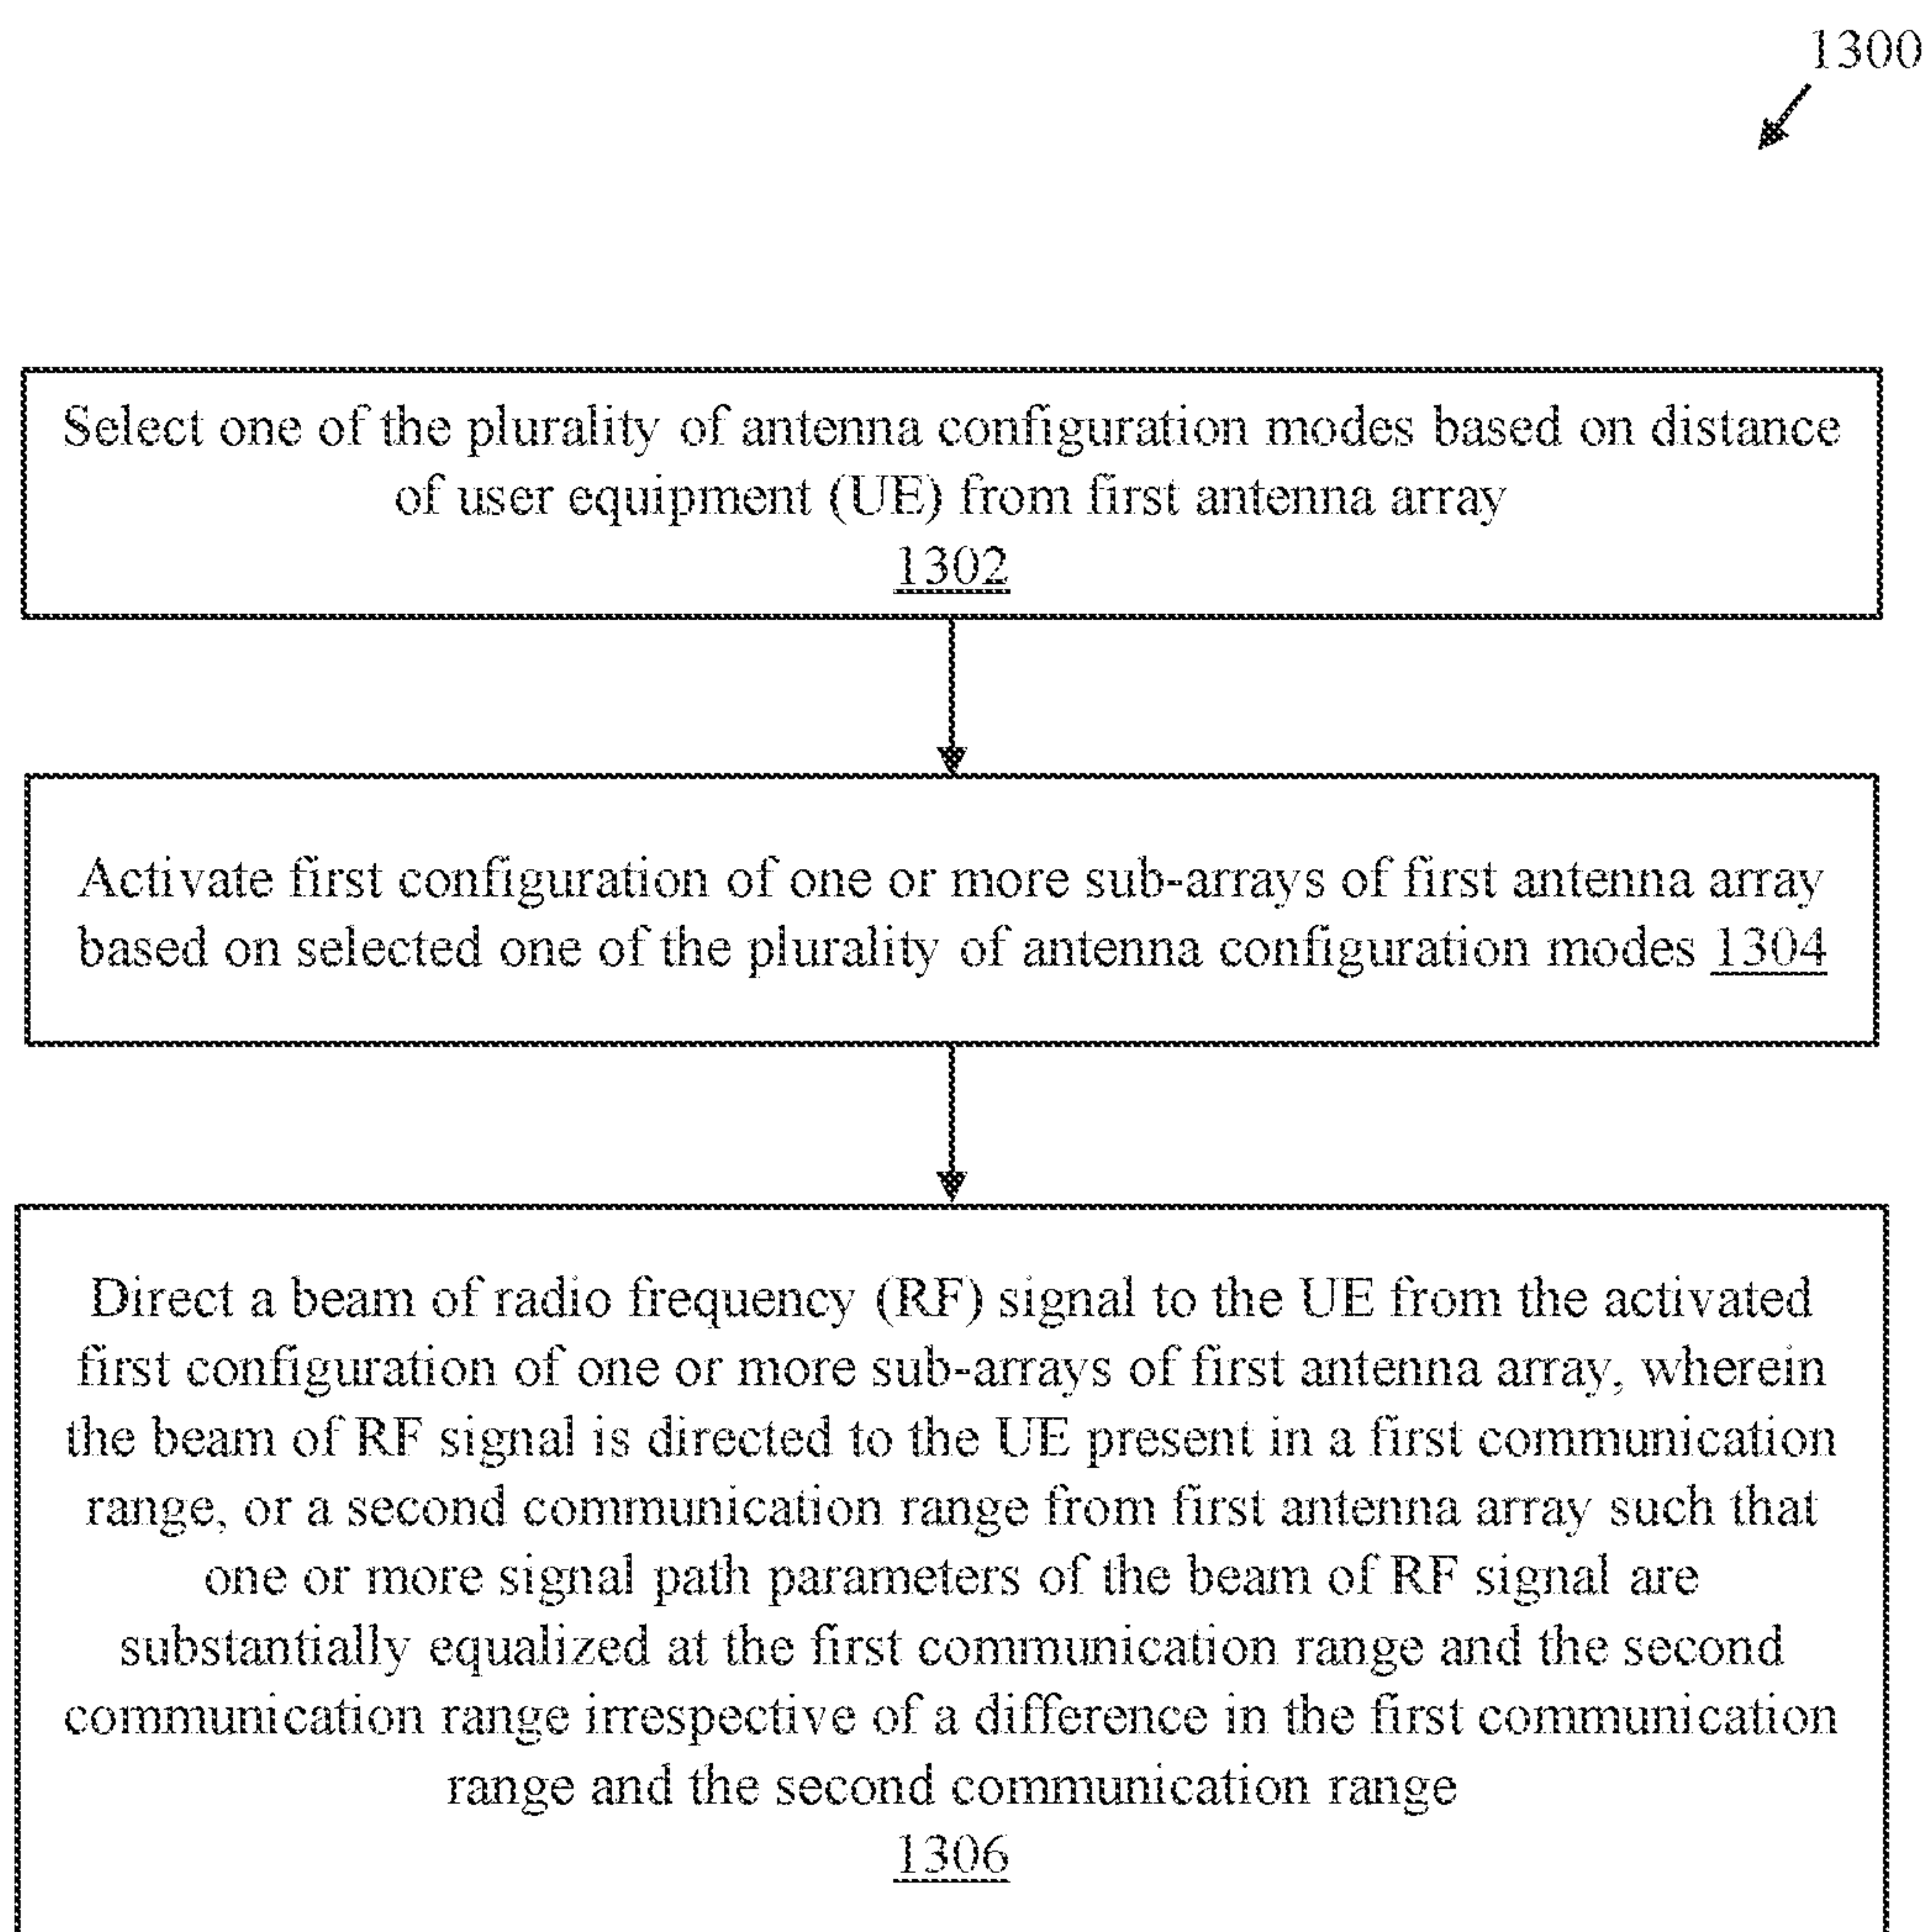 1300
Select one of the plurality of antenna configuration modes based on distance
of user equipment (UE) from first antenna array
1302
Activate first configuration of one or more sub-arrays of first antenna array
based on selected one of the plurality of antenna configuration modes 1304
Direct a beam of radio frequency (RF) signal to the UE from the activated
first configuration of one or more sub-arrays of first antenna array, wherein
the beam of RF signal is directed to the UE present in a first communication
range, or a second communication range from first antenna array such that
one or more signal path parameters of the beam of RF signal are
substantially equalized at the first communication range and the second
communication range irrespective of a difference in the first communication
range and the second communication range
1306